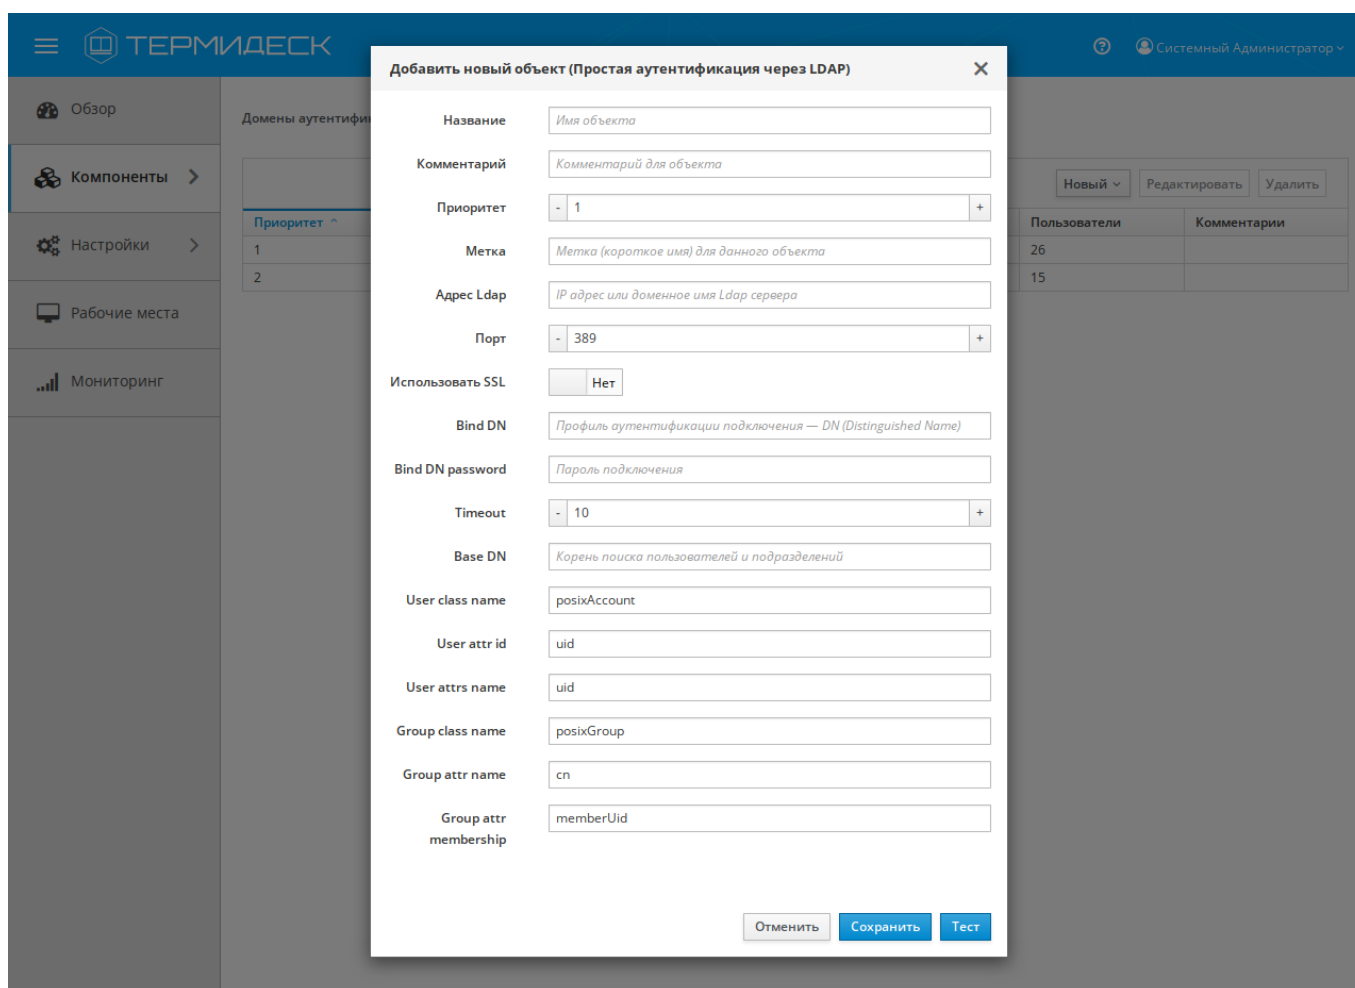 ТЕРМИДЕСК
Системный Администратор
Обзор
Компоненты
Настройки
Рабочие места
Мониторинг
Домены аутентифи
Новый
Редактировать
Удалить
Приоритет
Пользователи
Комментарии
1
26
2
15
Добавить новый объект (Простая аутентификация через LDAP)
Название
Имя объекта
Комментарий
Комментарий для объекта
Приоритет
- 1 +
Метка
Метка (короткое имя) для данного объекта
Адрес Ldap
IP адрес или доменное имя Ldap сервера
Порт
- 389 +
Использовать SSL
Нет
Bind DN
Профиль аутентификации подключения — DN (Distinguished Name)
Bind DN password
Пароль подключения
Timeout
- 10 +
Base DN
Корень поиска пользователей и подразделений
User class name
posixAccount
User attr id
uid
User attrs name
uid
Group class name
posixGroup
Group attr name
cn
Group attr
membership
memberUid
Отменить
Сохранить
Тест